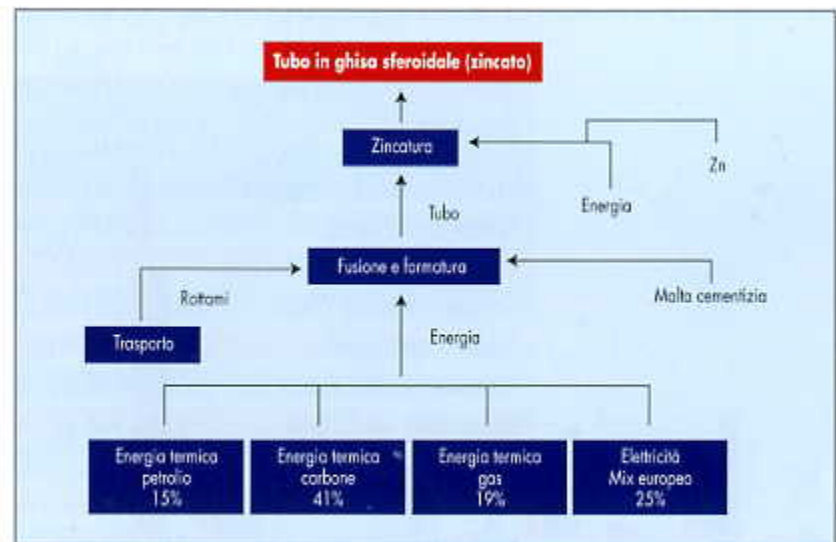 Tubo in ghisa sferoidale (zincato)
Zincatura
Zn
Energia
Tubo
Fusione e formatura
Rottami
Malta cementizia
Trasporto
Energia
Energia termica
petrolio
15%
Energia termica
carbone
41%
Energia termica
gas
19%
Elettricità
Mix europeo
25%